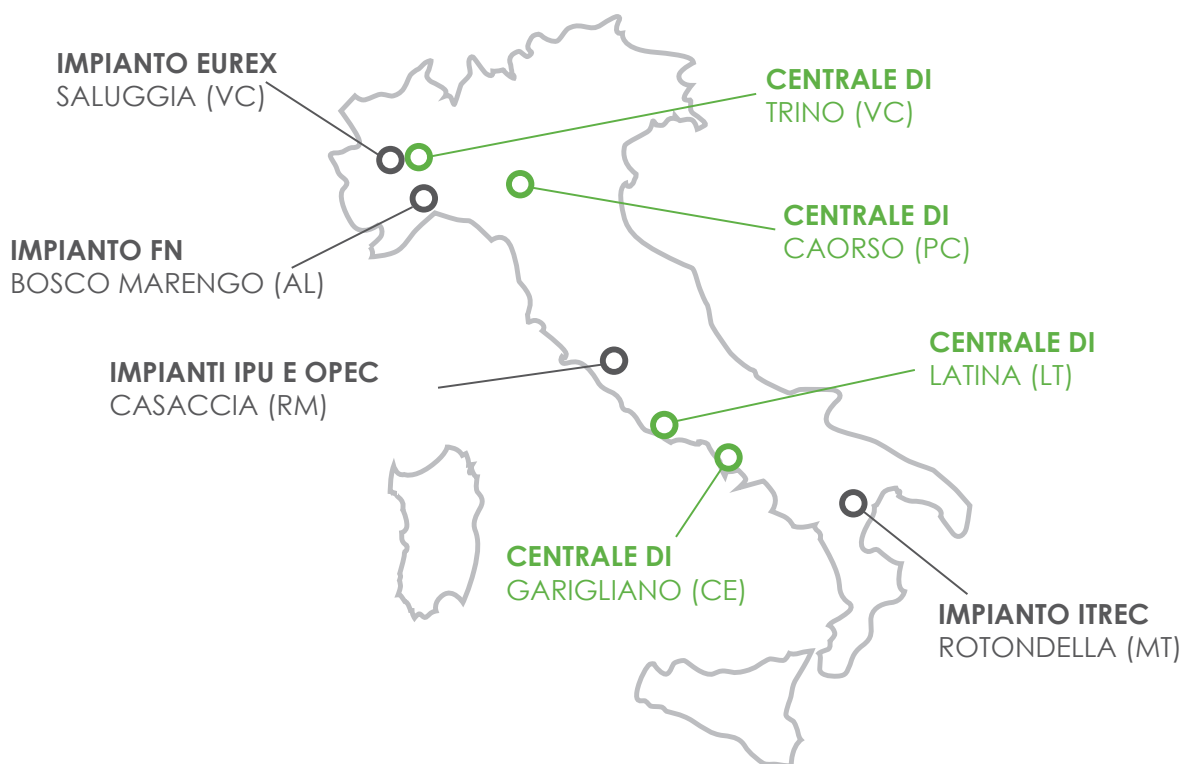 IMPIANTO EUREX
SALUGGIA (VC)
CENTRALE DI
TRINO (VC)
CENTRALE DI
CAORSO (PC)
IMPIANTO FN
BOSCO MARENGO (AL)
CENTRALE DI
LATINA (LT)
IMPIANTI IPU E OPEC
CASACCIA (RM)
CENTRALE DI
GARIGLIANO (CE)
IMPIANTO ITREC
ROTONDELLA (MT)